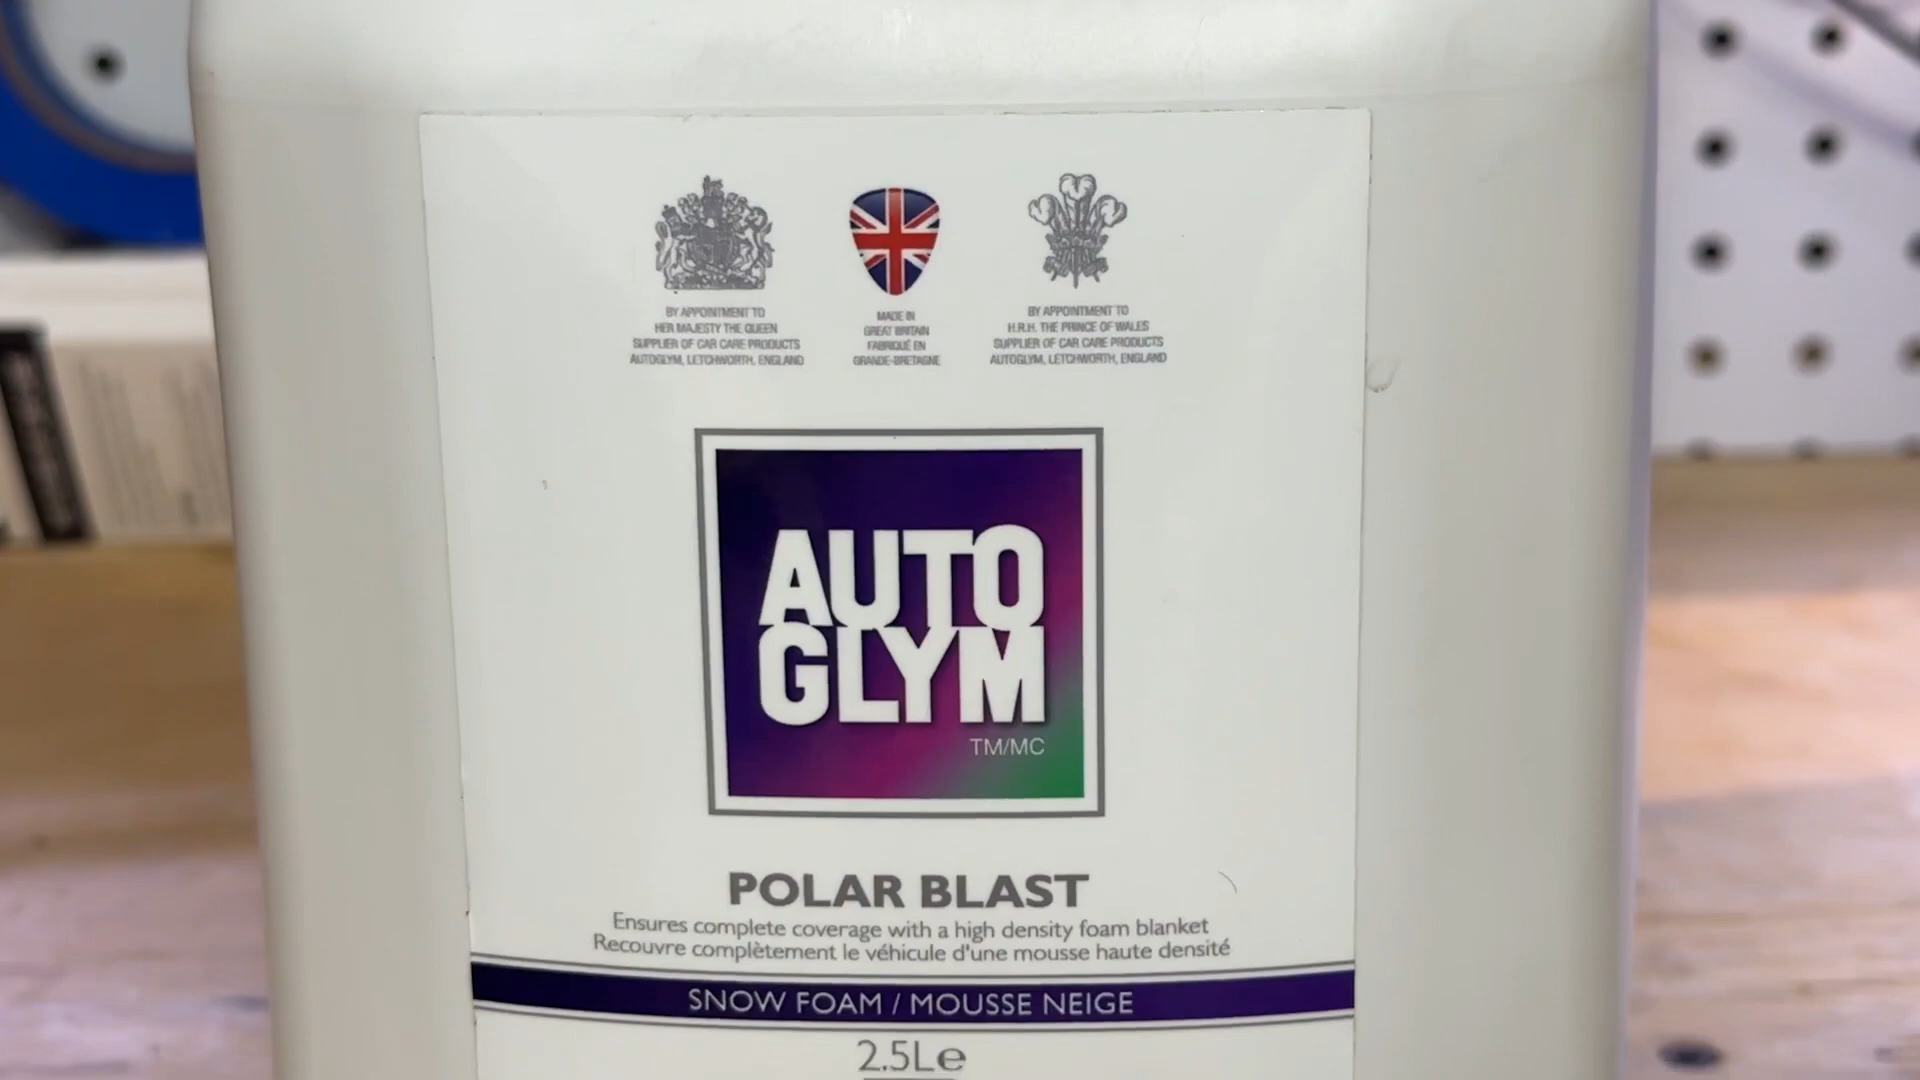 BY APPOINTMENT TO
HER MAJESTY THE QUEEN
SUPPLIER OF CAR CARE PRODUCTS
AUTOGLYM, LETCHWORTH, ENGLAND
MADE IN
GREAT BRITAIN
FABRIQUÉ EN
GRANDE-BRETAGNE
BY APPOINTMENT TO
H.R.H. THE PRINCE OF WALES
SUPPLIER OF CAR CARE PRODUCTS
AUTOGLYM, LETCHWORTH, ENGLAND
AUTO
GLYM
TM/MC
POLAR BLAST
Ensures complete coverage with a high density foam blanket
Recouvre complètement le véhicule d'une mousse haute densité
SNOW FOAM / MOUSSE NEIGE
2.5Le